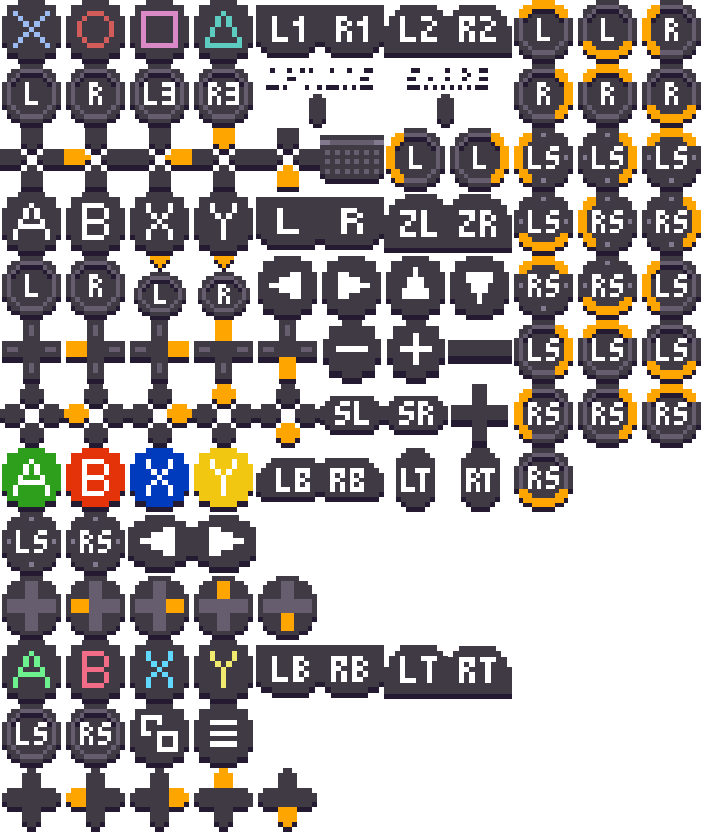 L1 R1 L2 R2 L L R
L R L3 R3 R R R
L L LS LS LS
A B X Y L R ZL ZR LS RS RS
L R L R RS RS LS
− + LS LS LS
SL SR RS RS RS
A B X Y LB RB LT RT RS
LS RS
A B X Y LB RB LT RT
LS RS